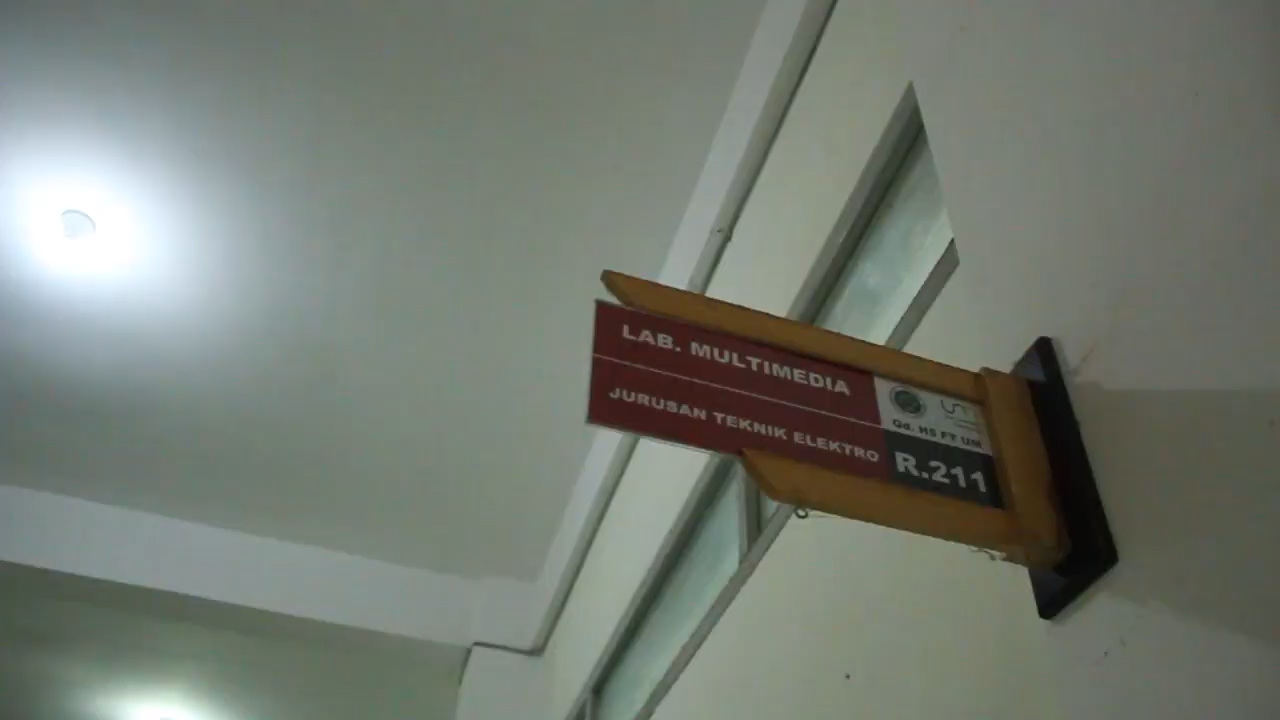 LAB. MULTIMEDIA
JURUSAN TEKNIK ELEKTRO
Gd. H5 FT UM
R.211